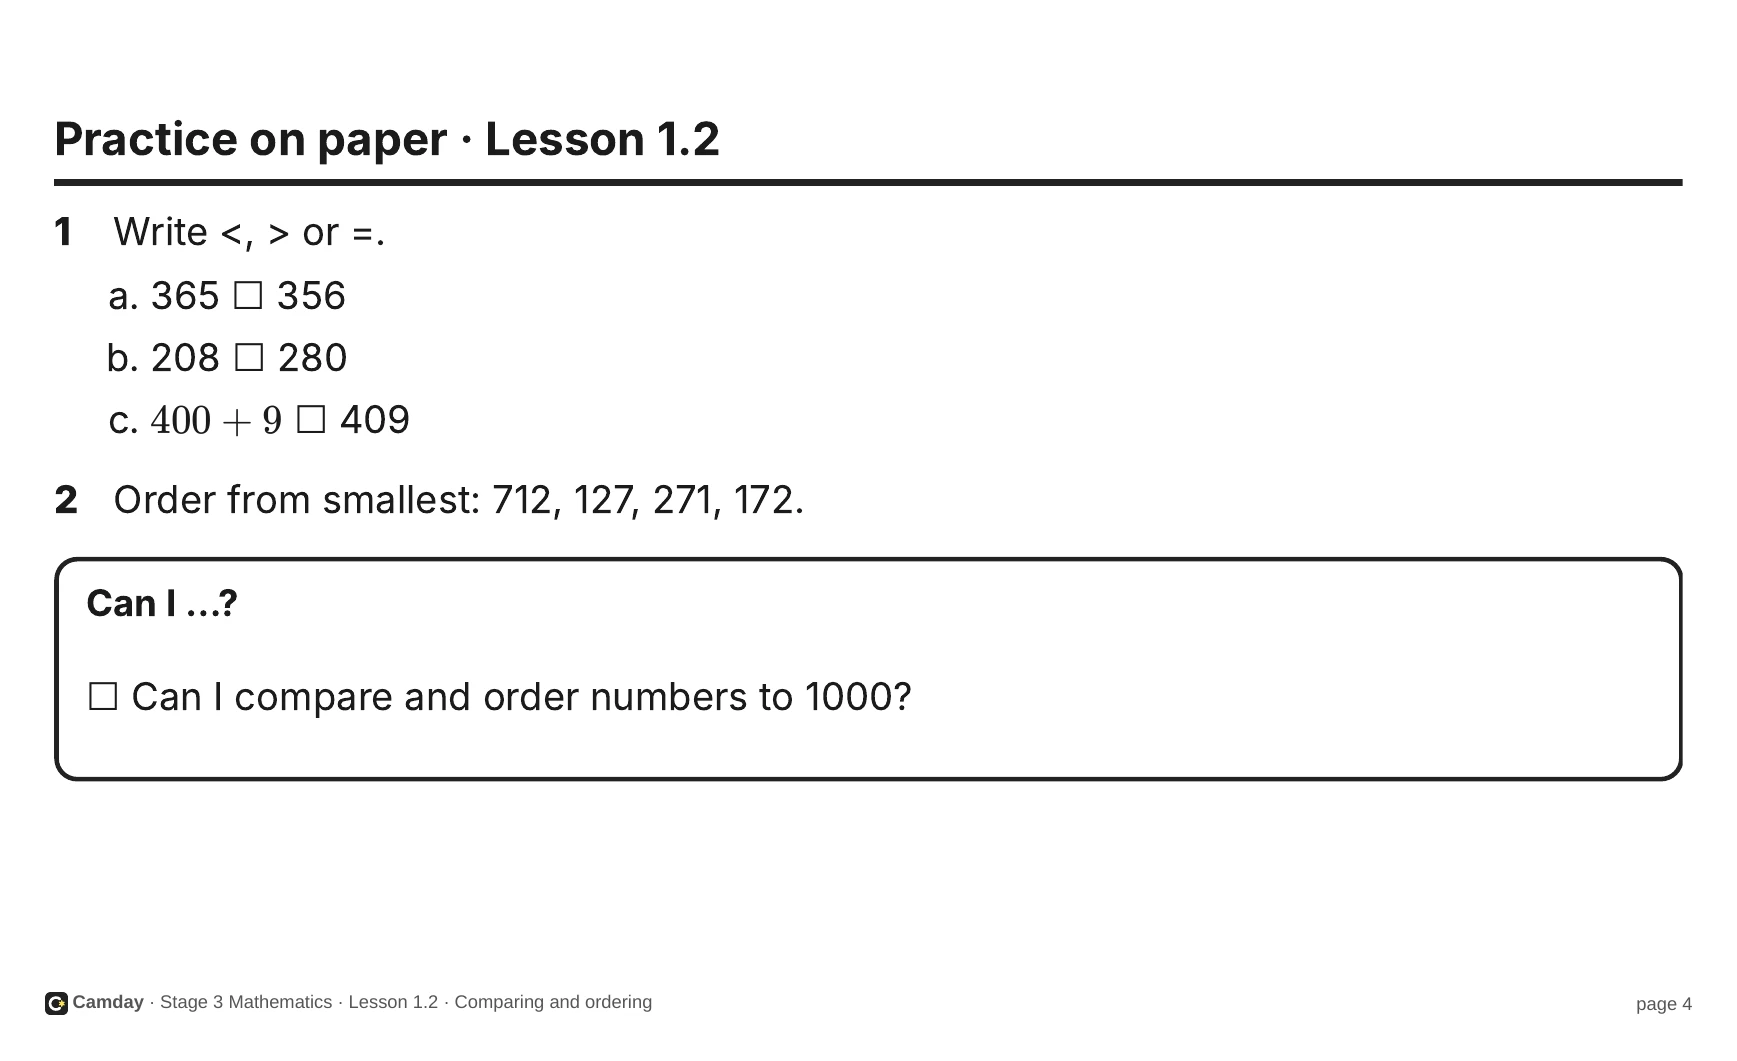 Practice on paper · Lesson 1.2
1 Write <, > or =.
a. 365 □ 356
b. 208 □ 280
c. 400 + 9 □ 409
2 Order from smallest: 712, 127, 271, 172.
Can I …?
□ Can I compare and order numbers to 1000?
Camday · Stage 3 Mathematics · Lesson 1.2 · Comparing and ordering
page 4